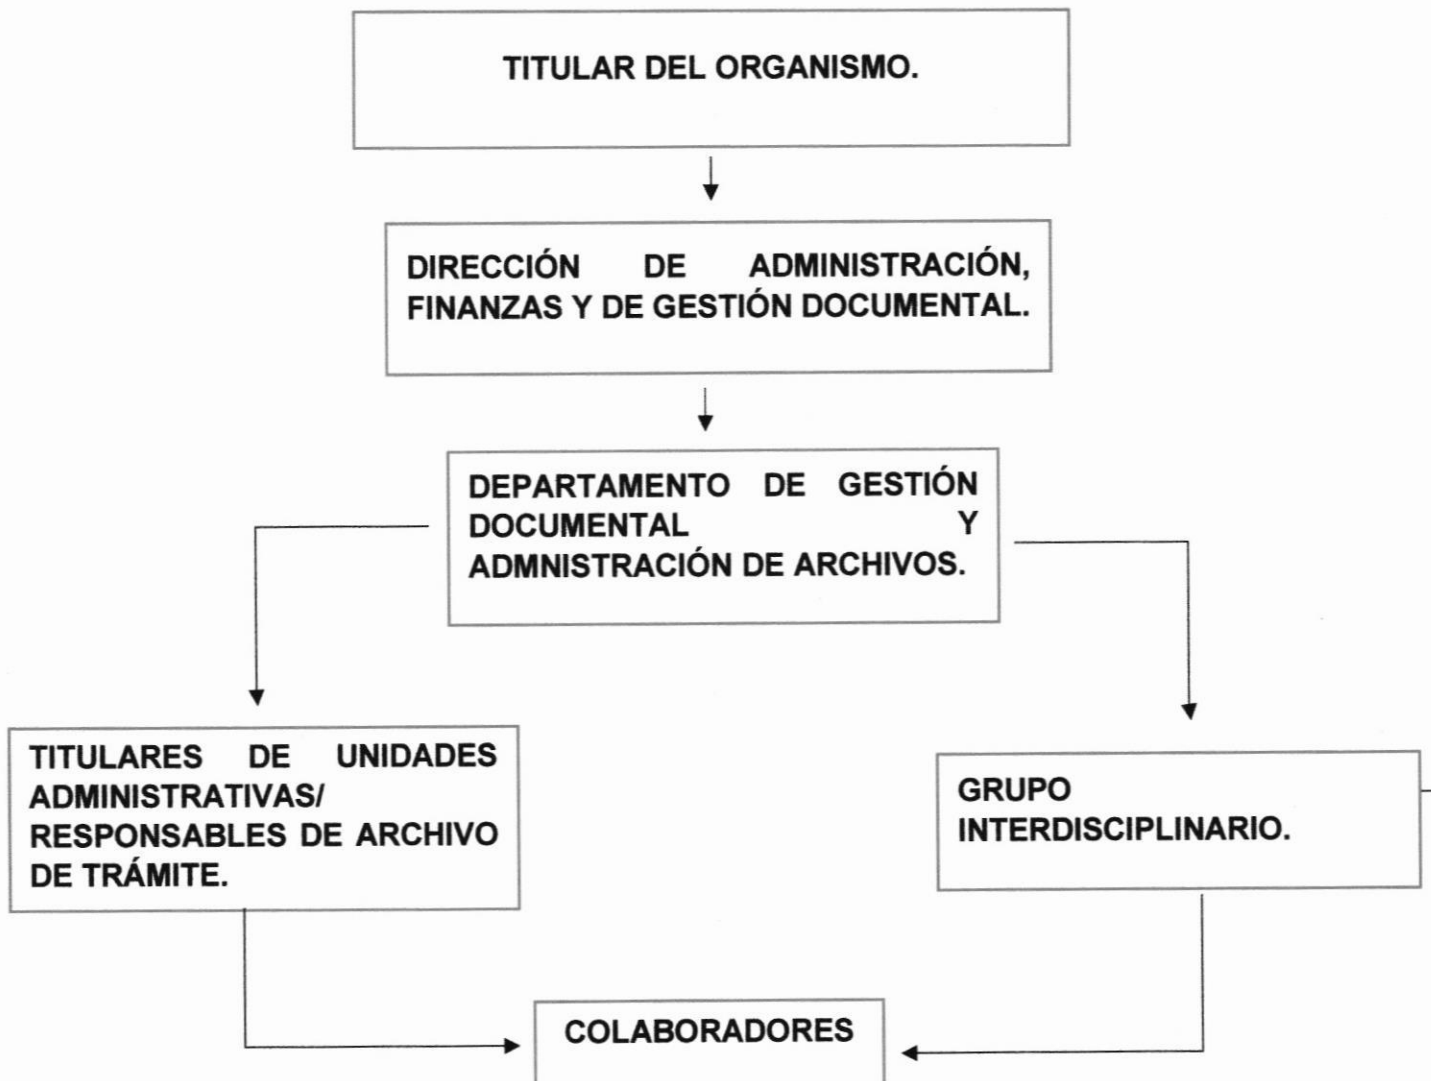 TITULAR DEL ORGANISMO.
DIRECCIÓN DE ADMINISTRACIÓN,
FINANZAS Y DE GESTIÓN DOCUMENTAL.
DEPARTAMENTO DE GESTIÓN
DOCUMENTAL Y
ADMNISTRACIÓN DE ARCHIVOS.
TITULARES DE UNIDADES
ADMINISTRATIVAS/
RESPONSABLES DE ARCHIVO
DE TRÁMITE.
GRUPO
INTERDISCIPLINARIO.
COLABORADORES